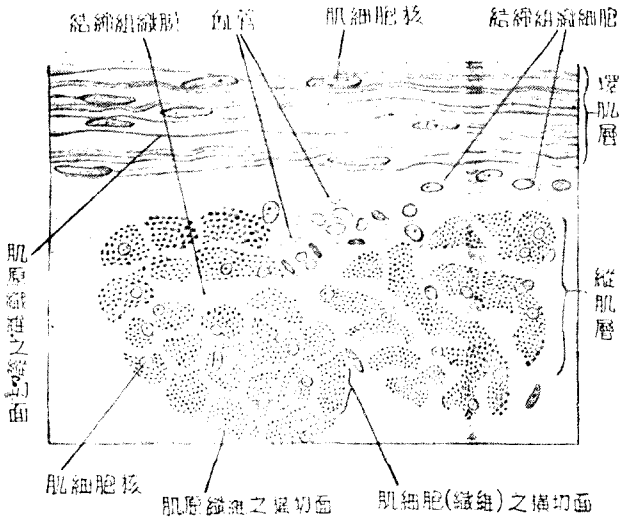 結締組織
血管
肌細胞核
結締組織細胞
環肌層
肌原纖維之縱切面
縱肌層
肌細胞核
肌原纖維之橫切面
肌細胞(纖維)之橫切面